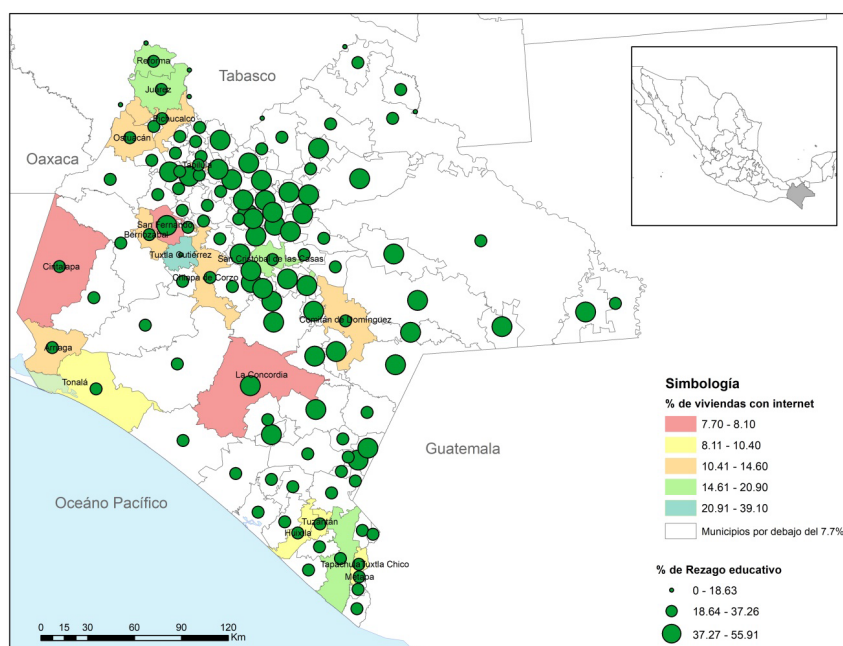 Reforma
Tabasco
Juárez
Pichucalco
Ostuacán
Oaxaca
Tapilula
San Fernando
Berriozábal
Tuxtla Gutiérrez
San Cristóbal de las Casas
Cintalapa
Chiapa de Corzo
Comitán de Domínguez
Arriaga
La Concordia
Tonalá
Guatemala
Oceáno Pacífico
Tuzantán
Huixtla
Tapachula
Tuxtla Chico
Metapa
Simbología
% de viviendas con internet
7.70 - 8.10
8.11 - 10.40
10.41 - 14.60
14.61 - 20.90
20.91 - 39.10
Municipios por debajo del 7.7%
% de Rezago educativo
0 - 18.63
18.64 - 37.26
37.27 - 55.91
0 15 30 60 90 120
Km